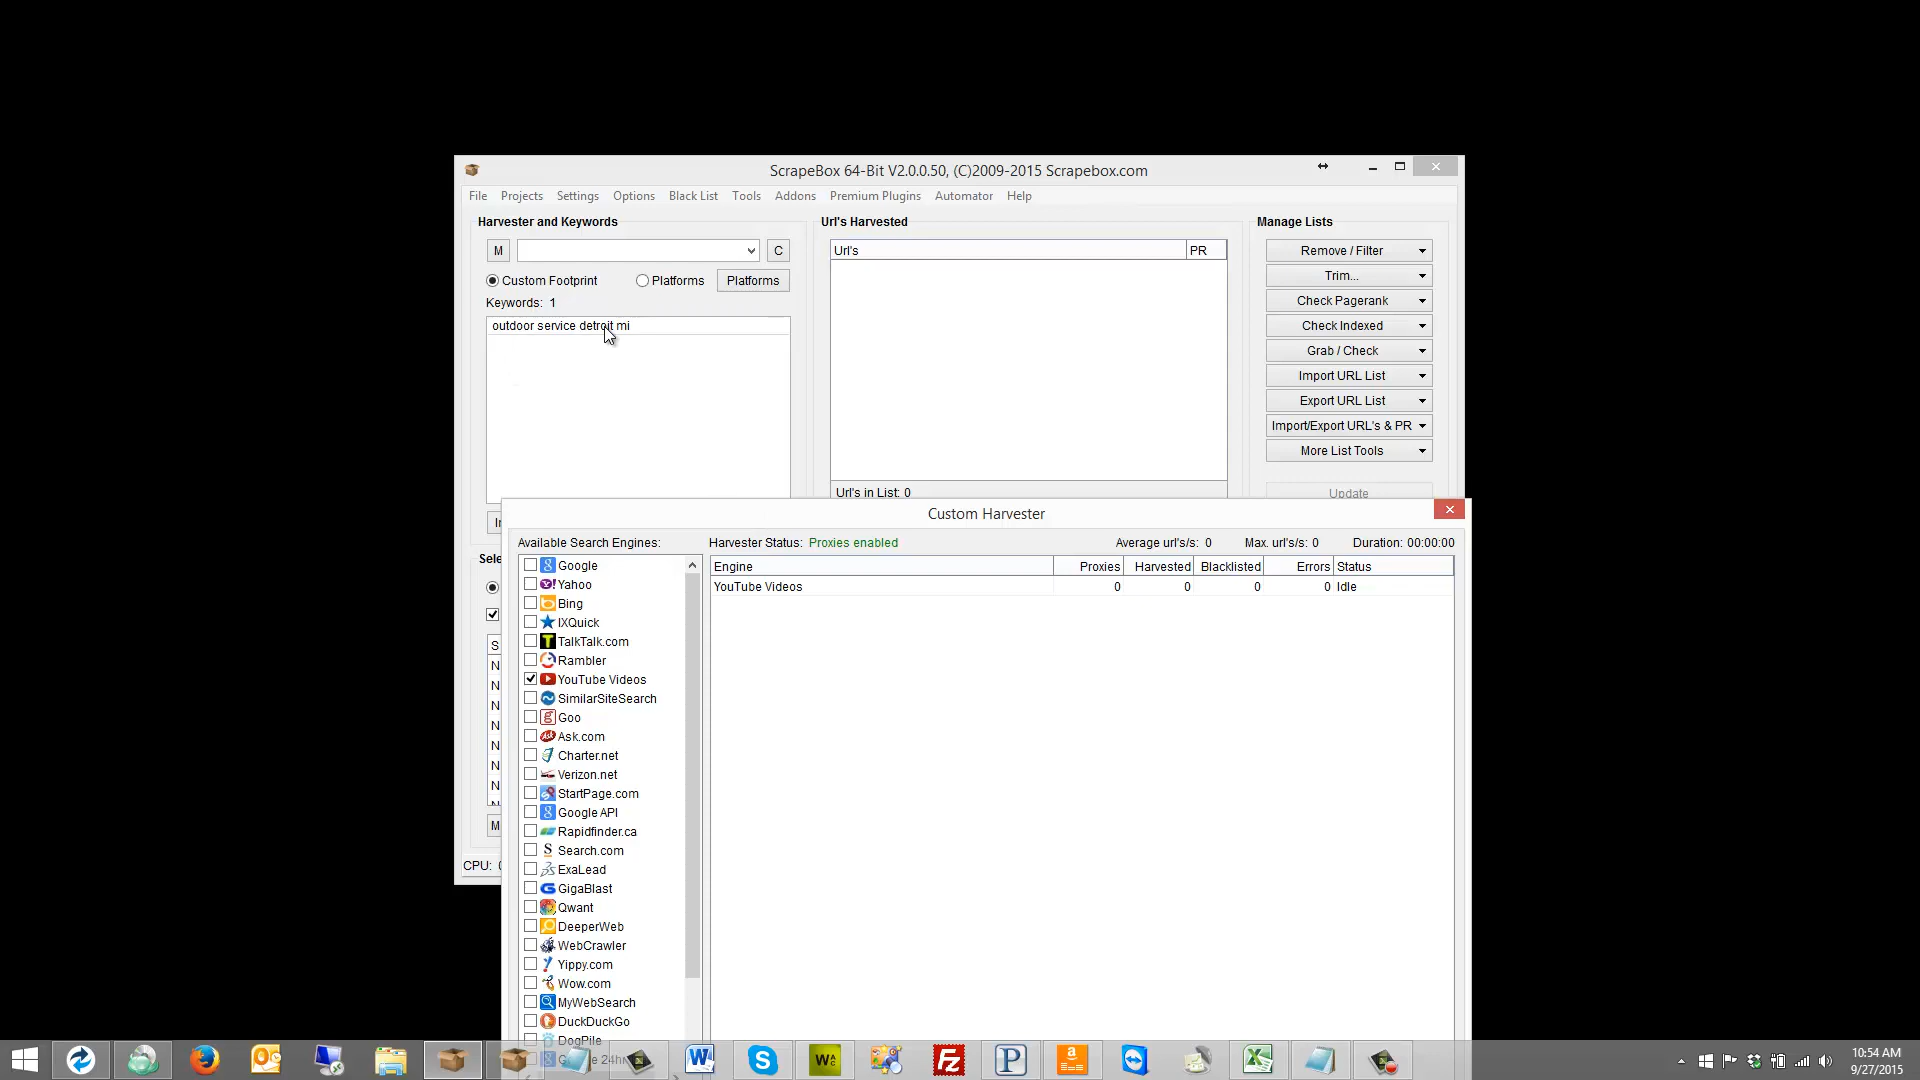 ScrapeBox 64-Bit V2.0.0.50, (C)2009-2015 Scrapebox.com
File Projects Settings Options Black List Tools Addons Premium Plugins Automator Help
Harvester and Keywords
M
C
Custom Footprint
Platforms
Platforms
Keywords: 1
outdoor service detroit mi
Url's Harvested
Url's PR
Url's in List: 0
Manage Lists
Remove / Filter
Trim...
Check Pagerank
Check Indexed
Grab / Check
Import URL List
Export URL List
Import/Export URL's & PR
More List Tools
Update
Sele
S
N
N
N
N
N
N
N
CPU:
Custom Harvester
Available Search Engines:
Google
Yahoo
Bing
IXQuick
TalkTalk.com
Rambler
YouTube Videos
SimilarSiteSearch
Goo
Ask.com
Charter.net
Verizon.net
StartPage.com
Google API
Rapidfinder.ca
Search.com
ExaLead
GigaBlast
Qwant
DeeperWeb
WebCrawler
Yippy.com
Wow.com
MyWebSearch
DuckDuckGo
DogPile
Harvester Status: Proxies enabled
Average url's/s: 0 Max. url's/s: 0 Duration: 00:00:00
Engine Proxies Harvested Blacklisted Errors Status
YouTube Videos 0 0 0 0 Idle
10:54 AM
9/27/2015